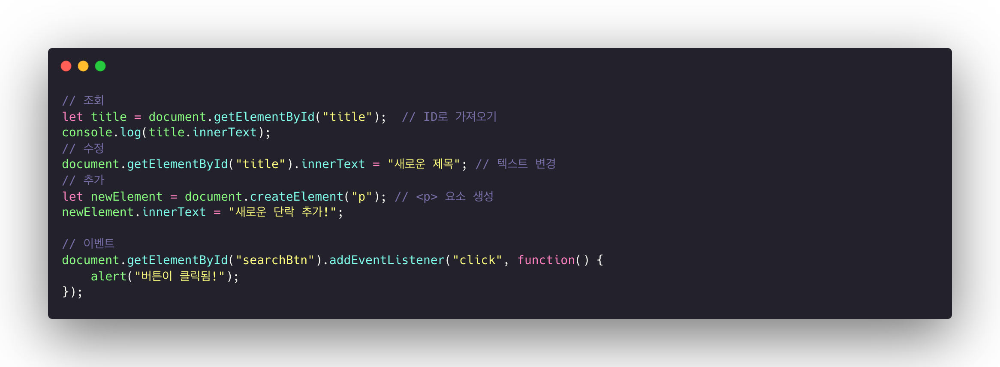 // 조회
let title = document.getElementById("title");  // ID로 가져오기
console.log(title.innerText);
// 수정
document.getElementById("title").innerText = "새로운 제목"; // 텍스트 변경
// 추가
let newElement = document.createElement("p"); // <p> 요소 생성
newElement.innerText = "새로운 단락 추가!";

// 이벤트
document.getElementById("searchBtn").addEventListener("click", function() {
    alert("버튼이 클릭됨!");
});